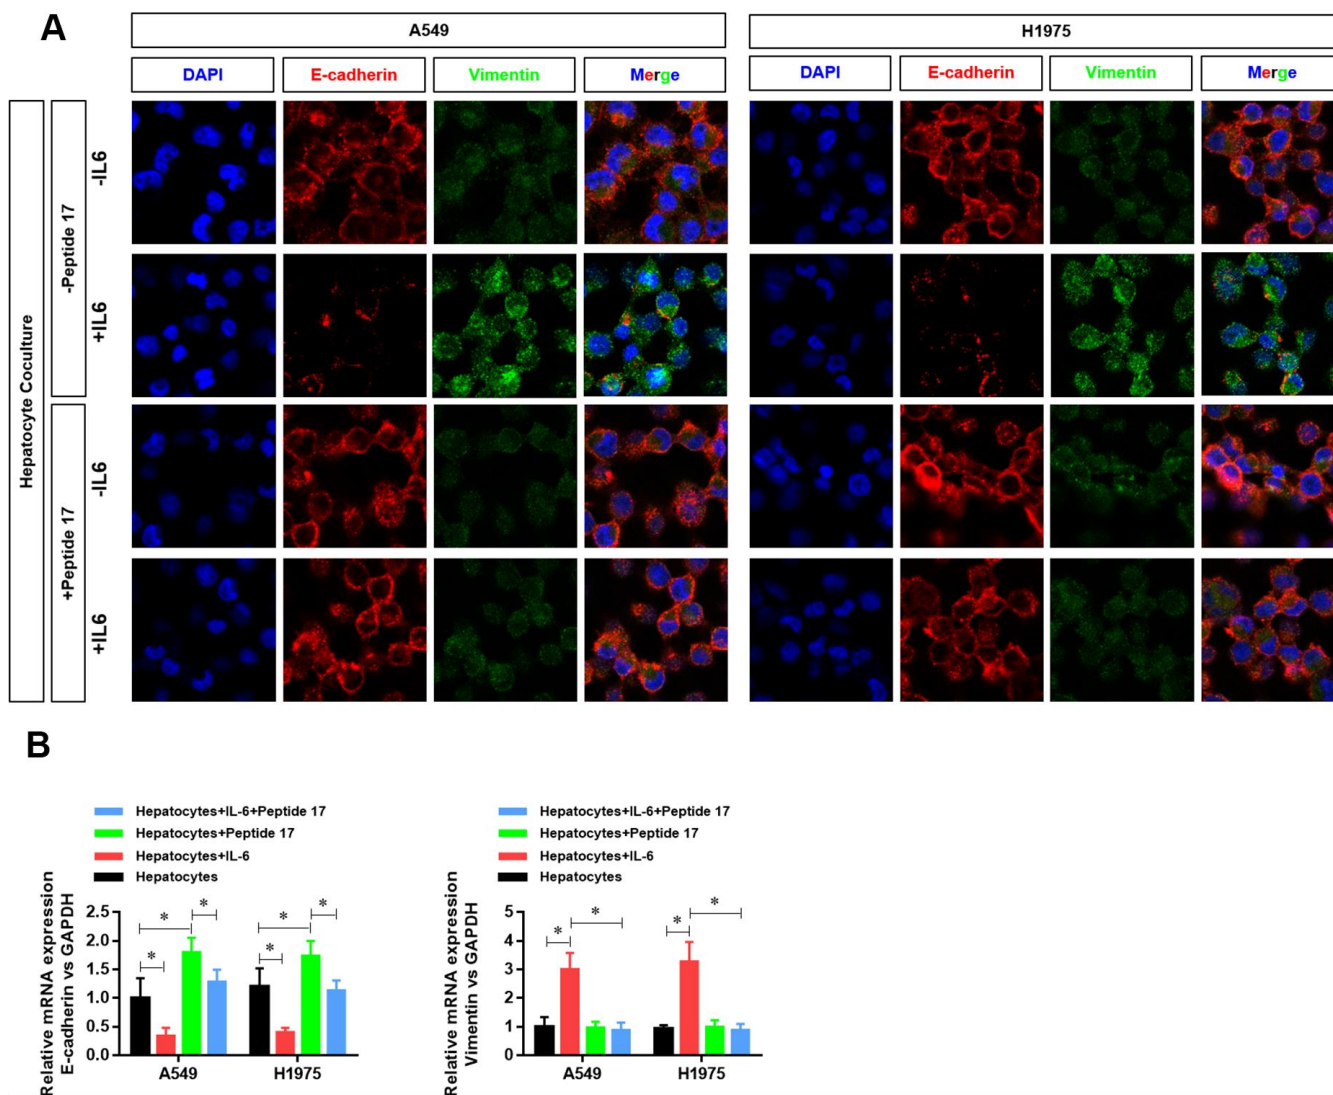 A
A549
H1975
DAPI
E-cadherin
Vimentin
Merge
DAPI
E-cadherin
Vimentin
Merge
Hepatocyte Coculture
-Peptide 17
+Peptide 17
-IL6
+IL6
-IL6
+IL6
B
Hepatocytes+IL-6+Peptide 17
Hepatocytes+Peptide 17
Hepatocytes+IL-6
Hepatocytes
Relative mRNA expression
E-cadherin vs GAPDH
2.5
2.0
1.5
1.0
0.5
0.0
* * * *
* *
A549
H1975
Hepatocytes+IL-6+Peptide 17
Hepatocytes+Peptide 17
Hepatocytes+IL-6
Hepatocytes
Relative mRNA expression
Vimentin vs GAPDH
5
4
3
2
1
0
* * * *
A549
H1975